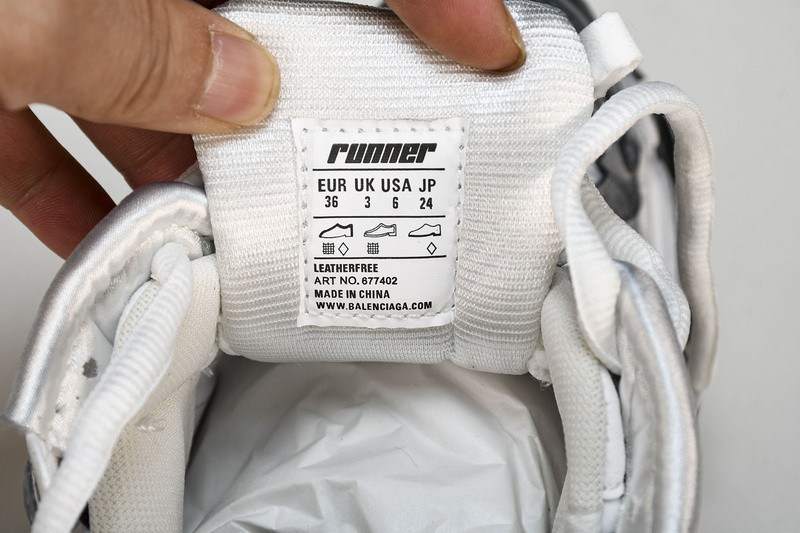 runner
EUR UK USA JP
36 3 6 24
LEATHERFREE
ART NO. 677402
MADE IN CHINA
WWW.BALENCIAGA.COM